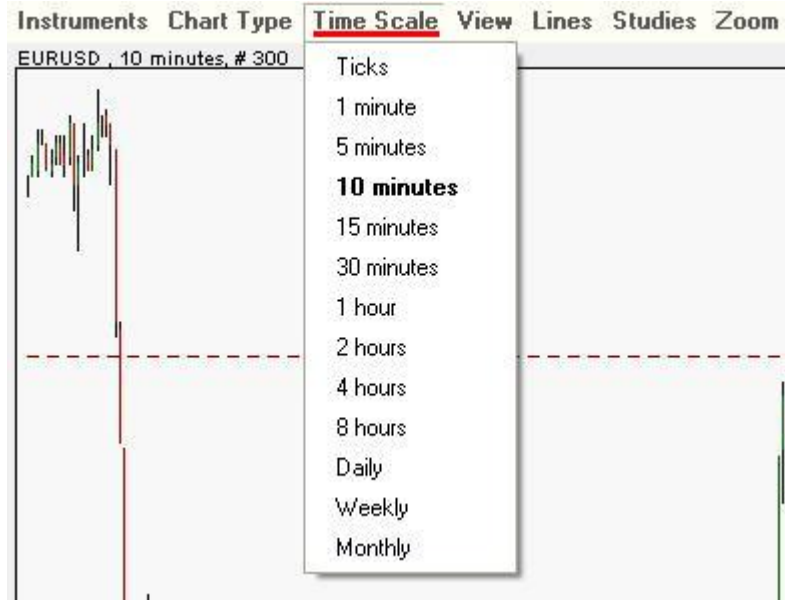 Instruments Chart Type Time Scale View Lines Studies Zoom
EURUSD , 10 minutes, # 300
Ticks
1 minute
5 minutes
10 minutes
15 minutes
30 minutes
1 hour
2 hours
4 hours
8 hours
Daily
Weekly
Monthly